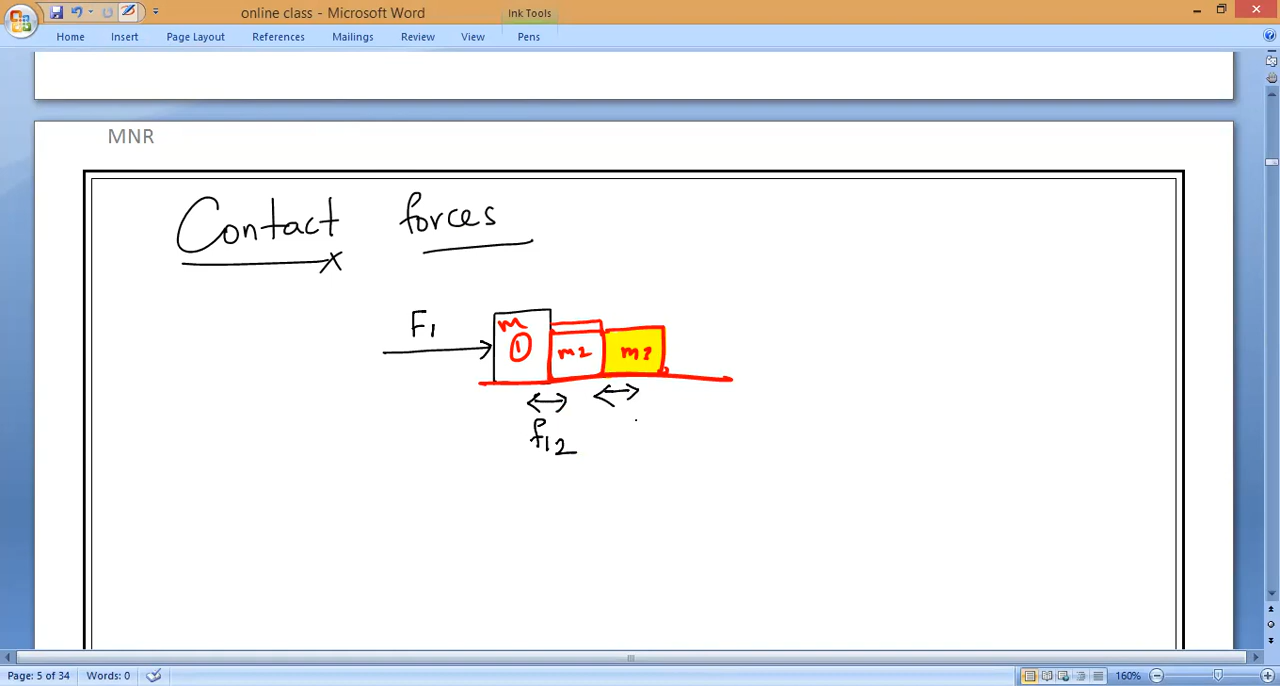 online class - Microsoft Word
Ink Tools
Home Insert Page Layout References Mailings Review View Pens
MNR
Contact forces
F1
m
1
m2
m3
f12
Page: 5 of 34 Words: 0 160%